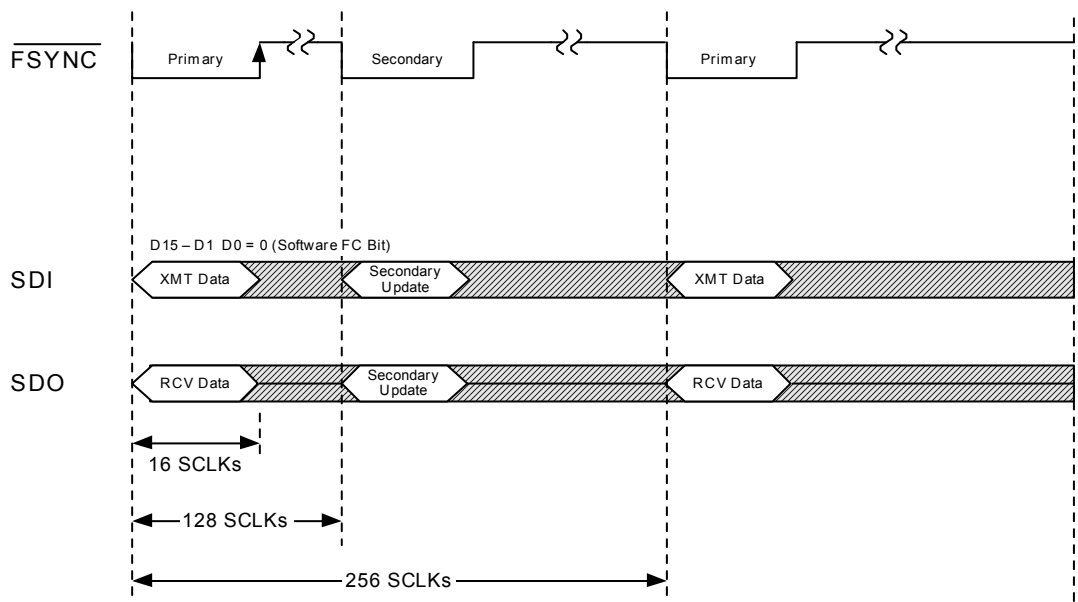 FSYNC
Primary
Secondary
Primary
D15 – D1 D0 = 0 (Software FC Bit)
SDI
XMT Data
Secondary
Update
XMT Data
SDO
RCV Data
Secondary
Update
RCV Data
16 SCLKs
128 SCLKs
256 SCLKs